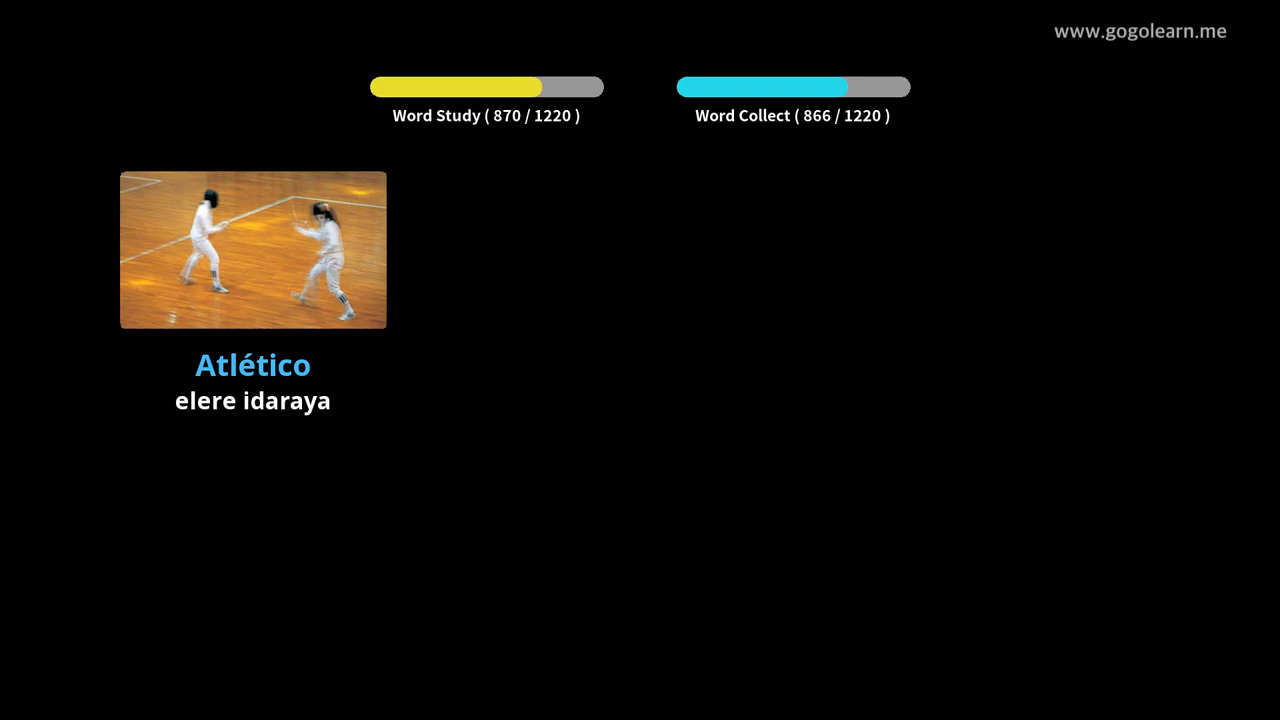 www.gogolearn.me
Word Study ( 870 / 1220 )
Word Collect ( 866 / 1220 )
Atlético
elere idaraya